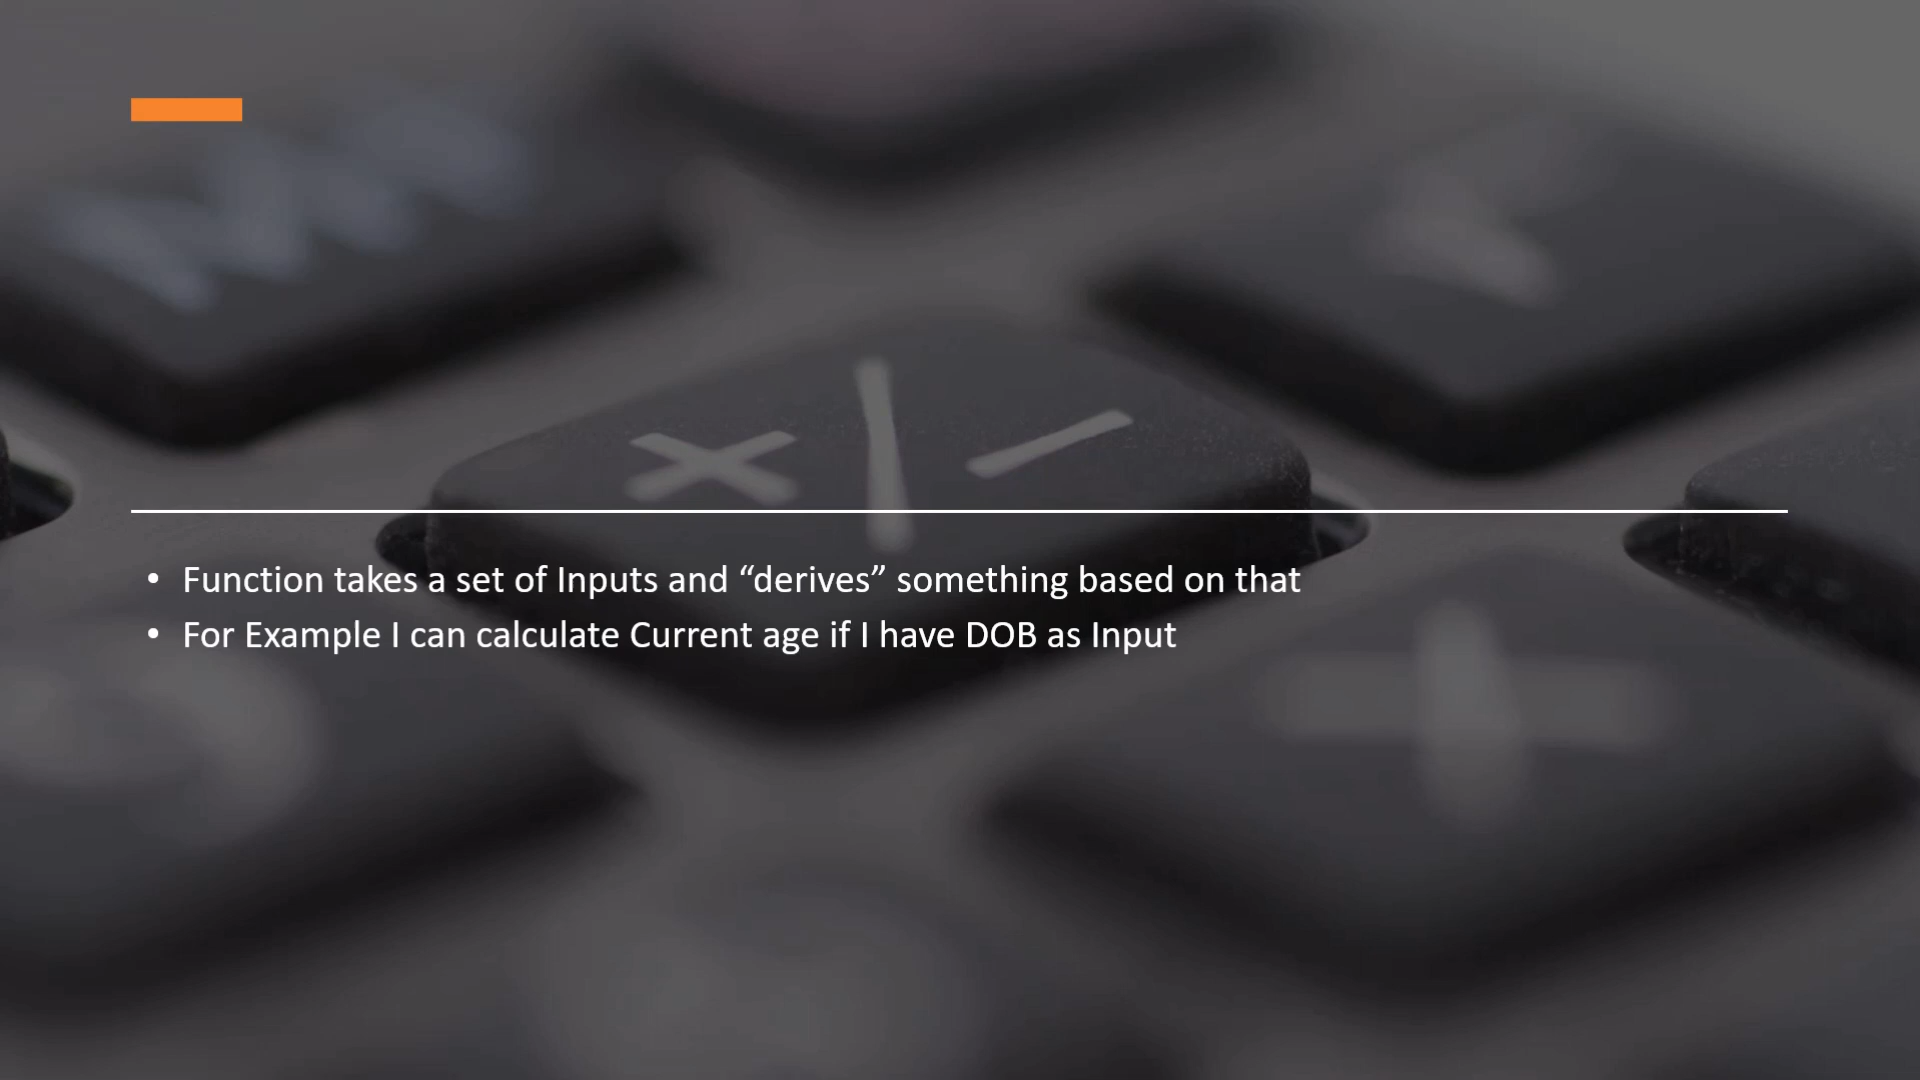 • Function takes a set of Inputs and “derives” something based on that
• For Example I can calculate Current age if I have DOB as Input